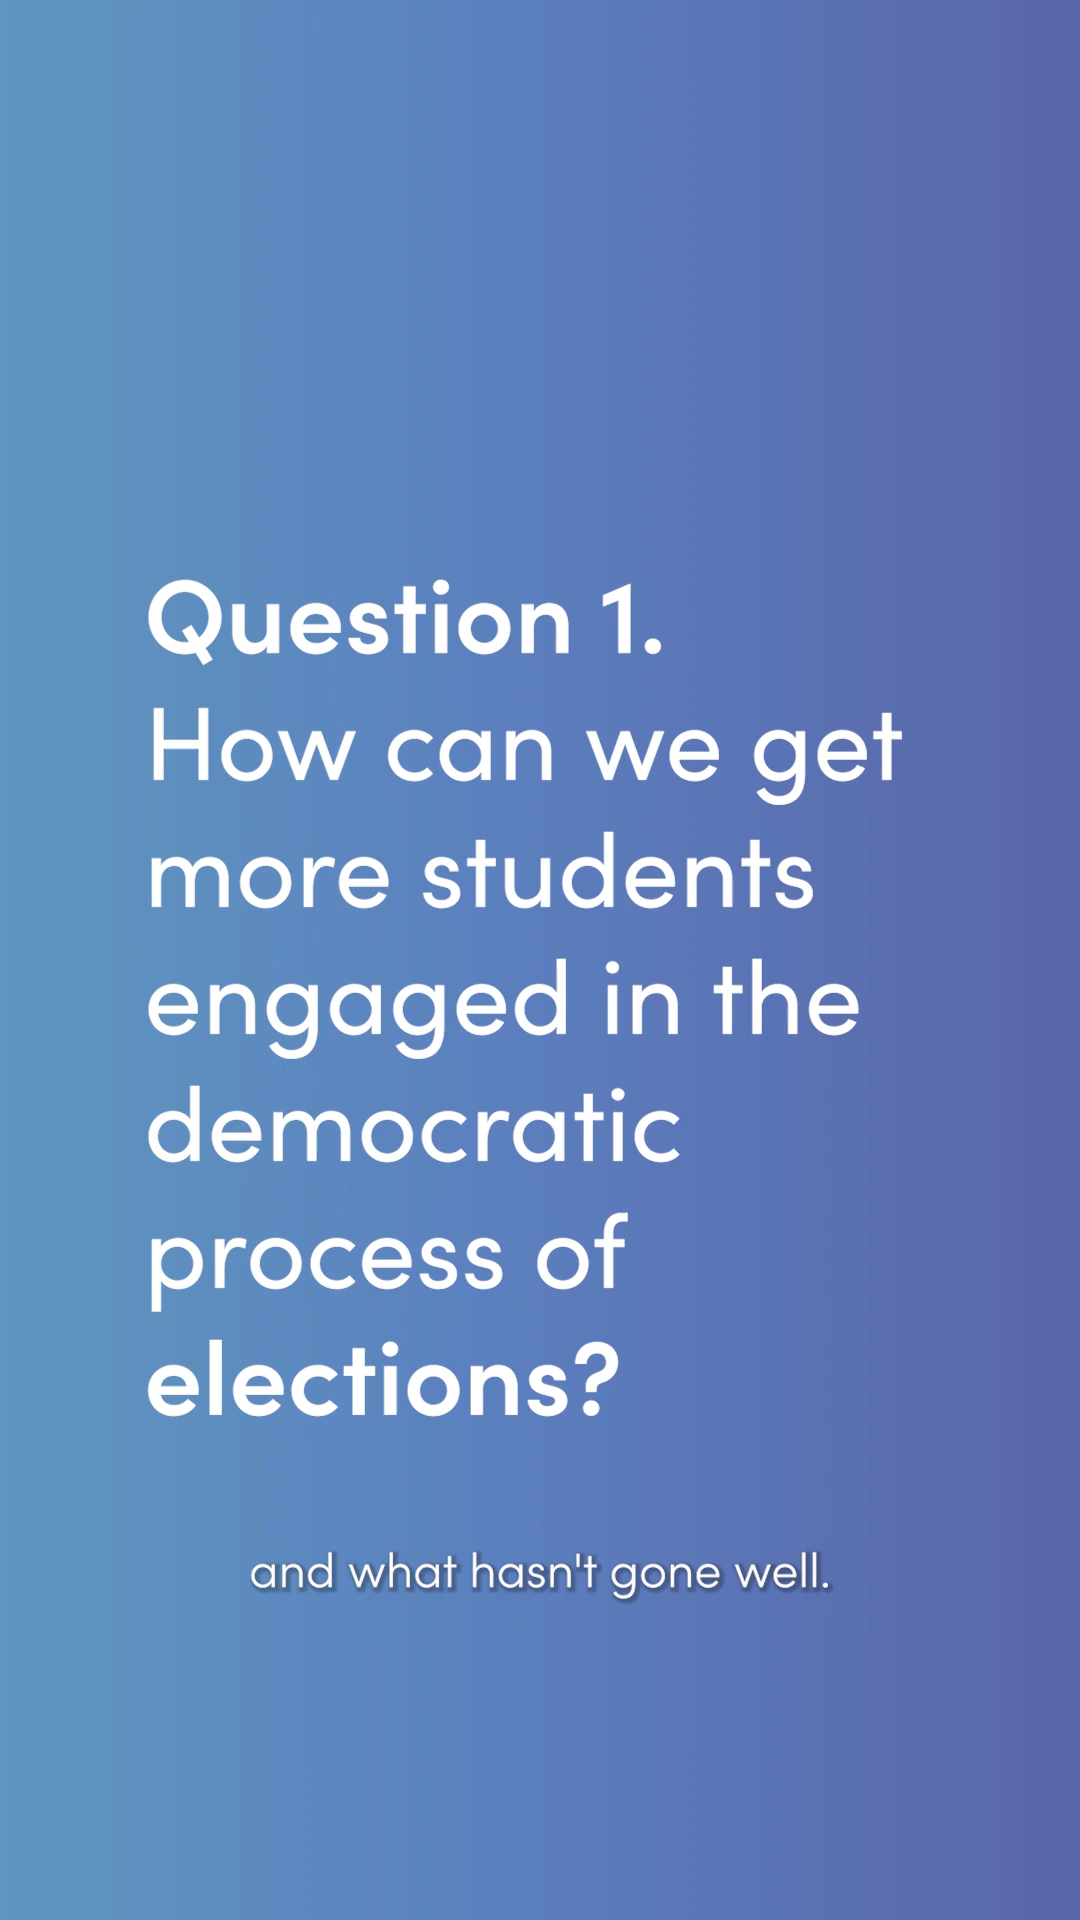 Question 1.
How can we get
more students
engaged in the
democratic
process of
elections?
and what hasn't gone well.